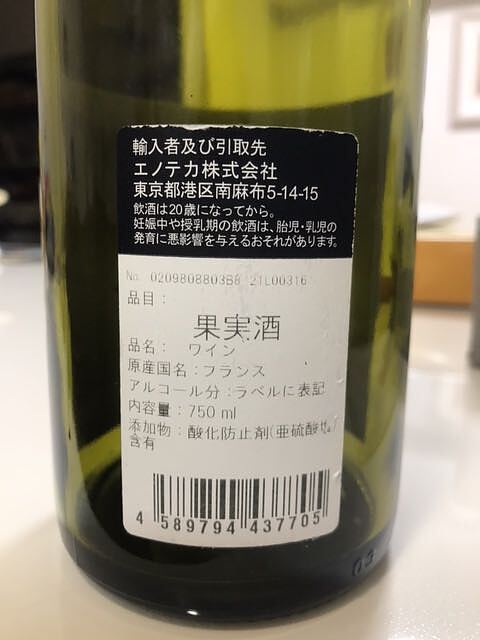 輸入者及び引取先
エノテカ株式会社
東京都港区南麻布5-14-15
飲酒は20歳になってから。
妊娠中や授乳期の飲酒は、胎児・乳児の
発育に悪影響を与えるおそれがあります。
No. 0209808803B8 21L00316
品目：
果実酒
品名： ワイン
原産国名：フランス
アルコール分：ラベルに表記
内容量：750 ml
添加物：酸化防止剤(亜硫酸塩)
含有
4 589794 437705